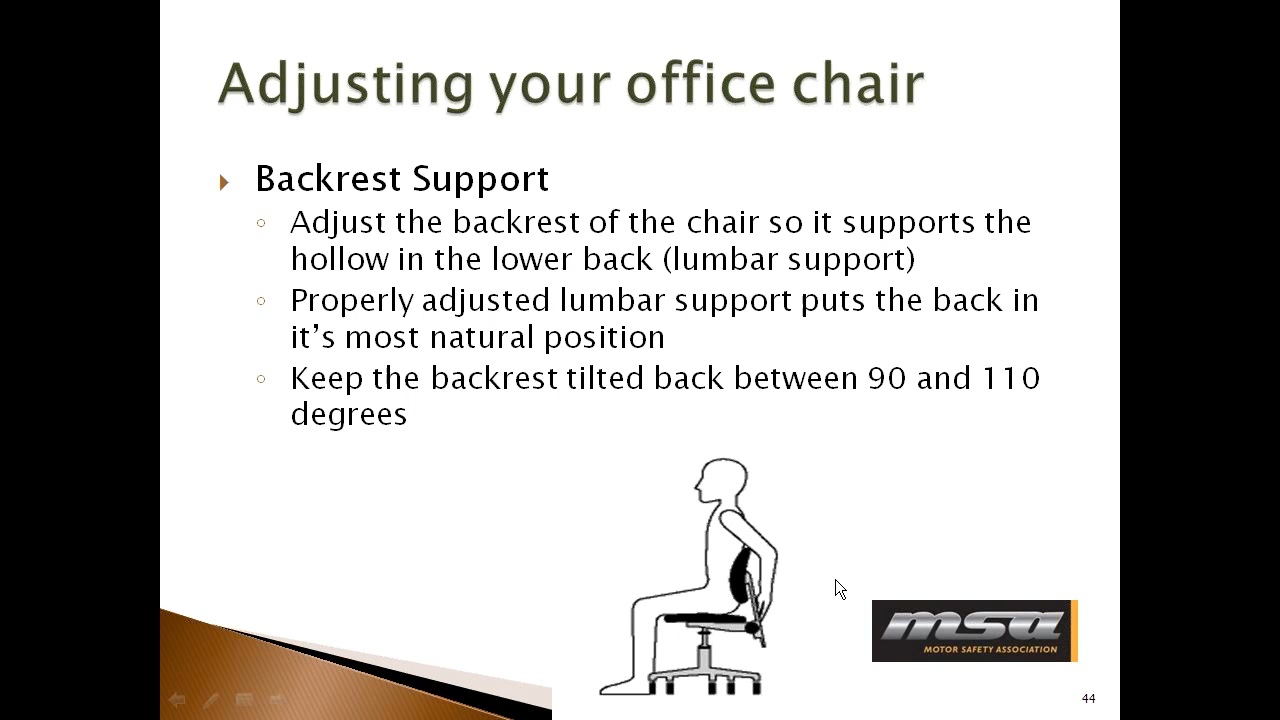 Adjusting your office chair
Backrest Support
Adjust the backrest of the chair so it supports the
hollow in the lower back (lumbar support)
Properly adjusted lumbar support puts the back in
it’s most natural position
Keep the backrest tilted back between 90 and 110
degrees
msa
MOTOR SAFETY ASSOCIATION
44